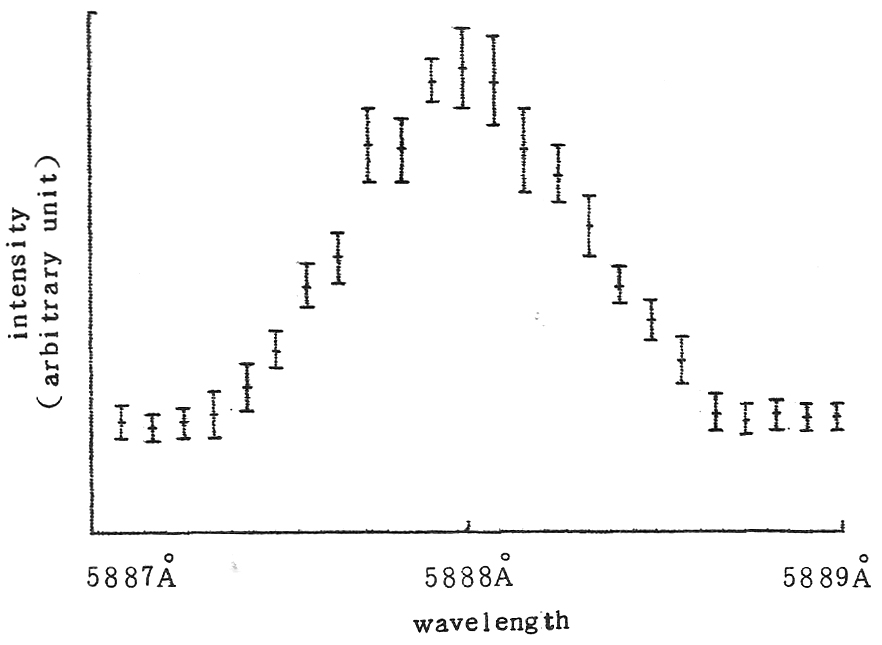 intensity
(arbitrary unit)
5887Å 5888Å 5889Å
wavelength